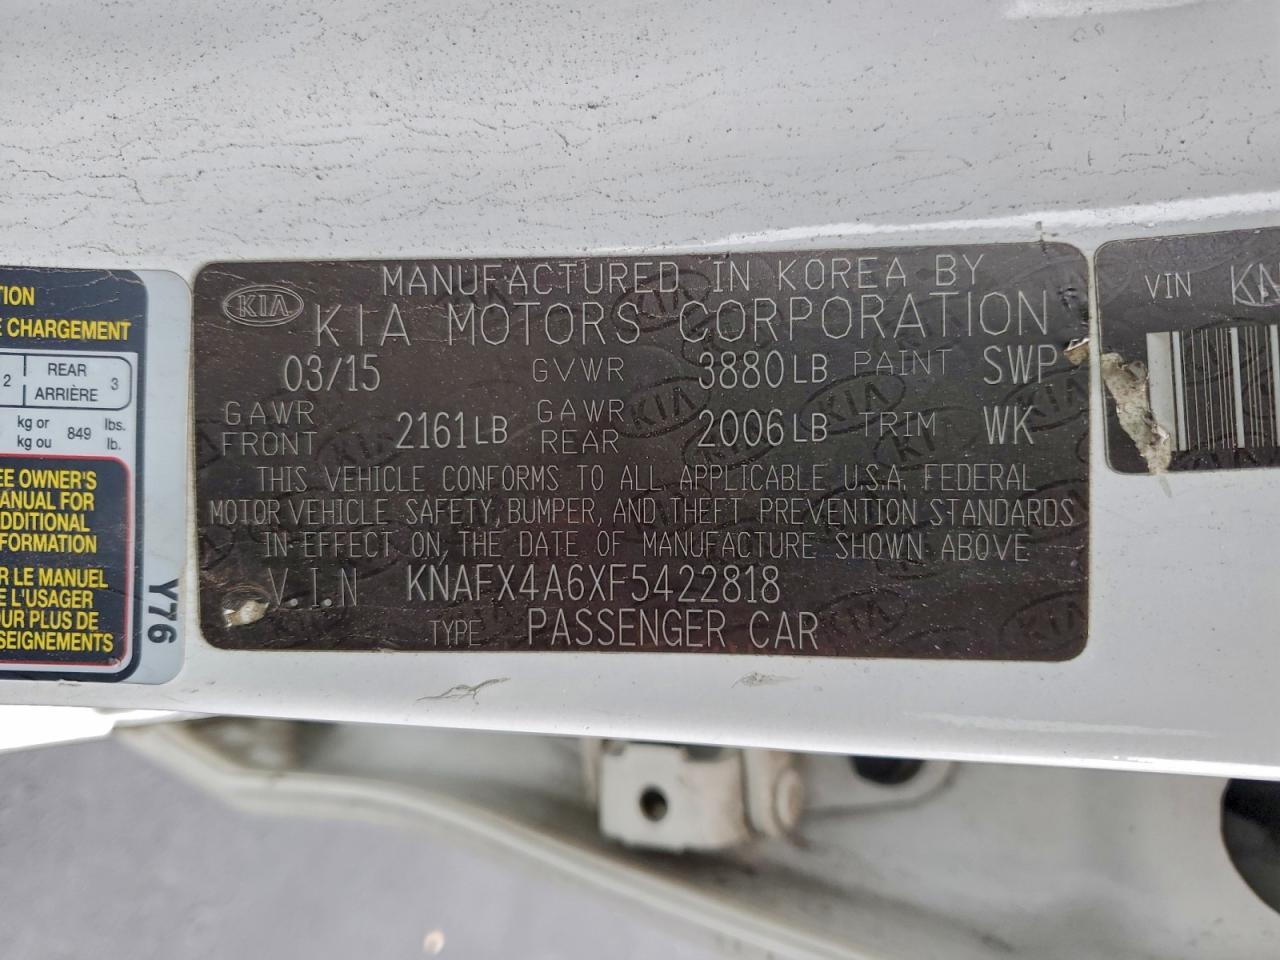 TION
E CHARGEMENT
2 REAR ARRIÈRE 3
kg or
kg ou 849 lbs.
lb.
EE OWNER'S
MANUAL FOR
ADDITIONAL
FORMATION
R LE MANUEL
E L'USAGER
OUR PLUS DE
SEIGNEMENTS
Y76
KIA
MANUFACTURED IN KOREA BY
KIA MOTORS CORPORATION
03/15 GVWR 3880LB PAINT SWP
GAWR FRONT 2161LB GAWR REAR 2006LB TRIM WK
THIS VEHICLE CONFORMS TO ALL APPLICABLE U.S.A. FEDERAL
MOTOR VEHICLE SAFETY, BUMPER, AND THEFT PREVENTION STANDARDS
IN EFFECT ON THE DATE OF MANUFACTURE SHOWN ABOVE
V.I.N KNAFX4A6XF5422818
TYPE PASSENGER CAR
VIN KN